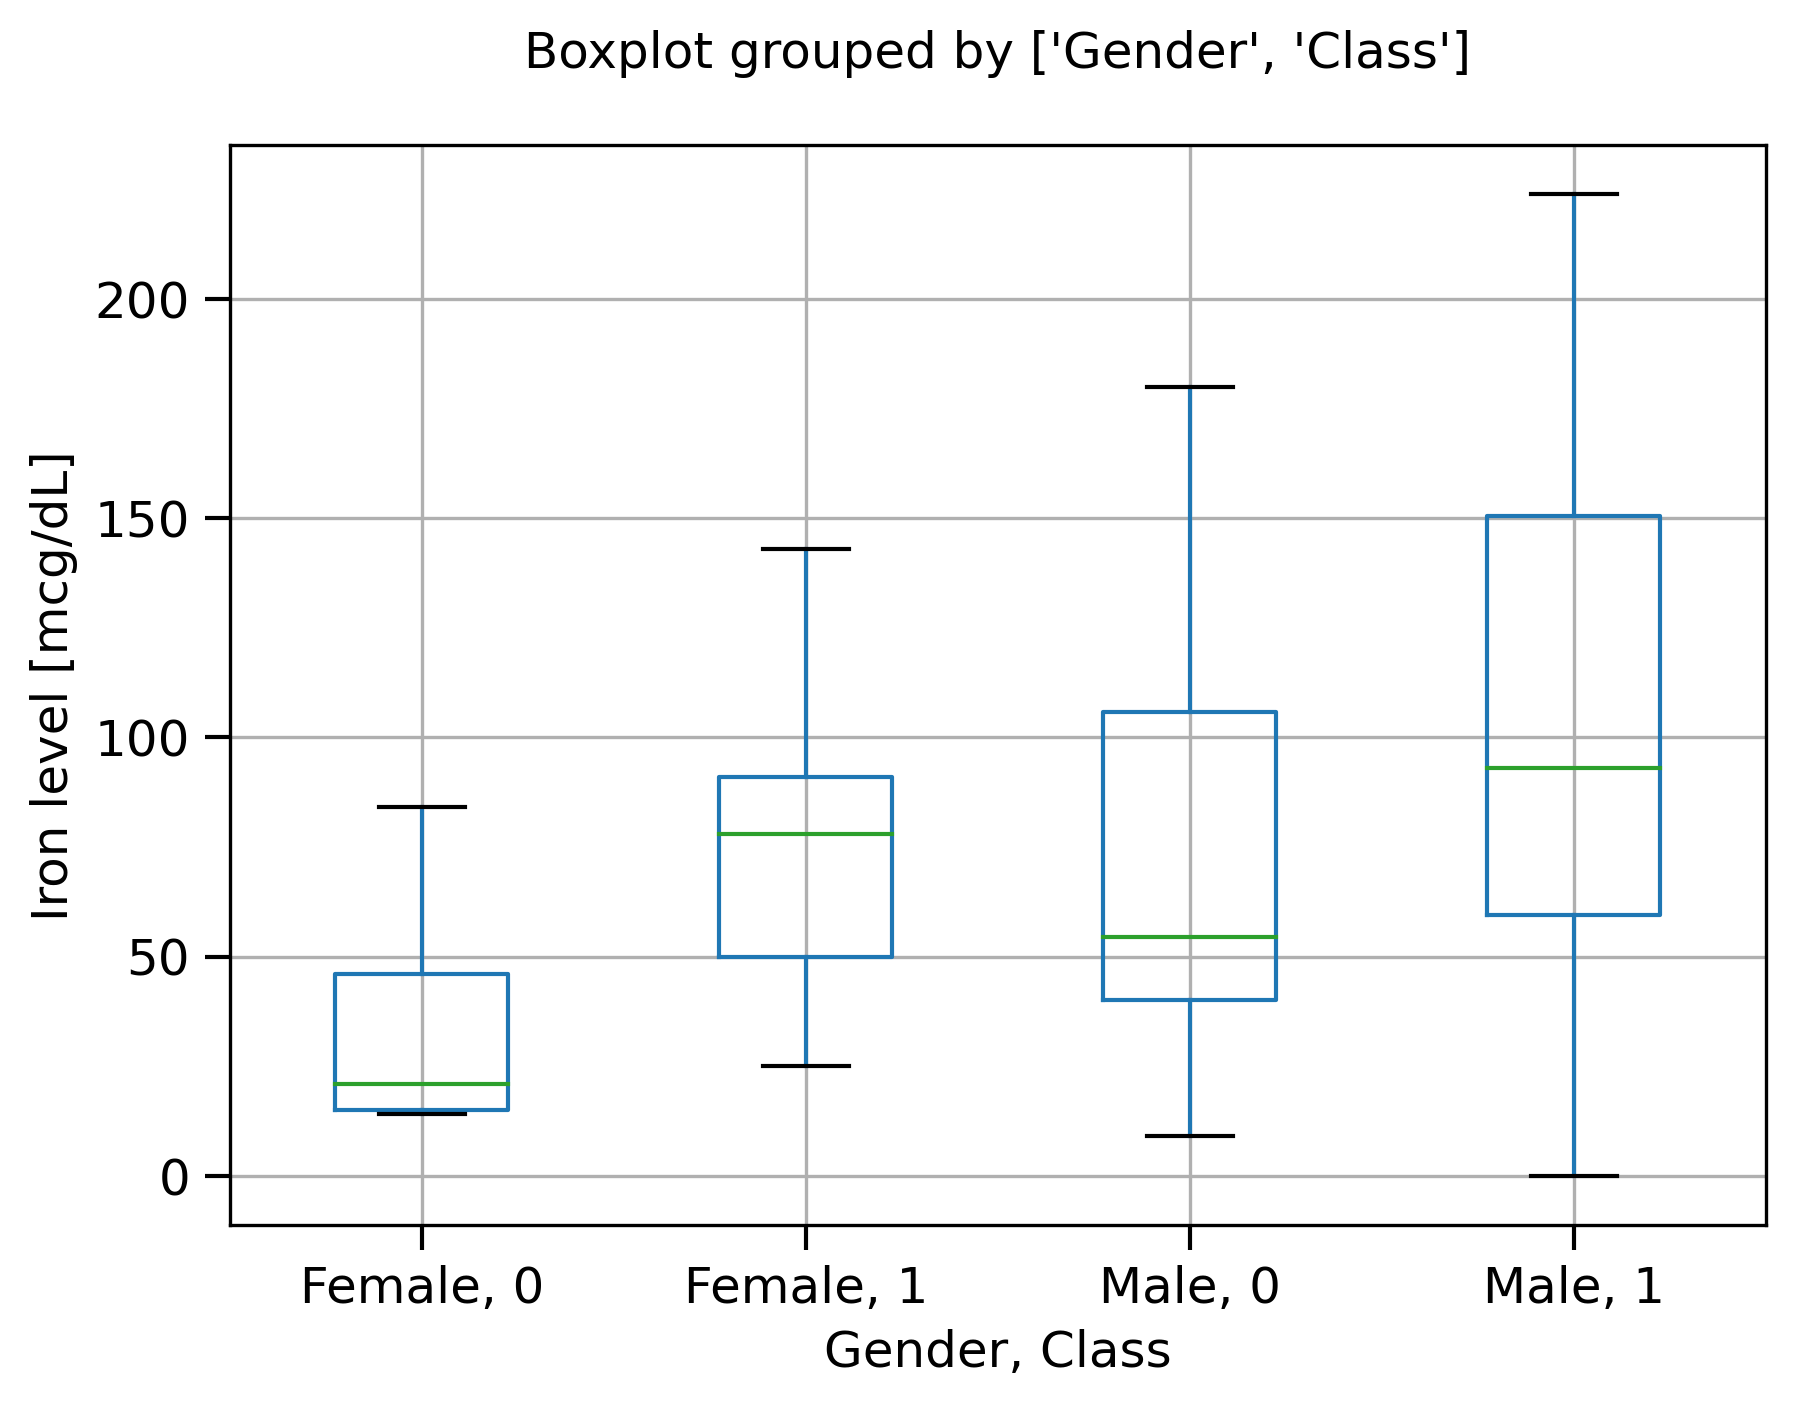 Boxplot grouped by ['Gender', 'Class']
200
150
100
50
0
Iron level [mcg/dL]
Female, 0
Female, 1
Male, 0
Male, 1
Gender, Class